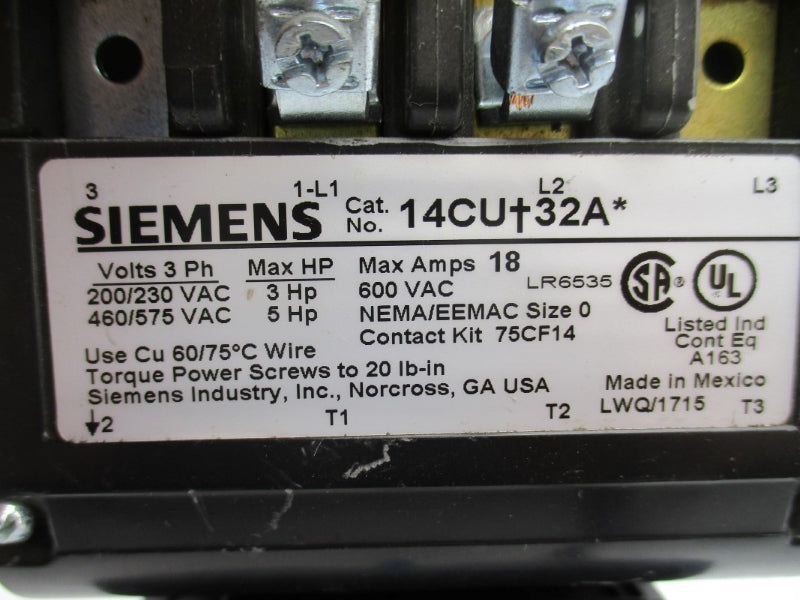 3 1-L1 L2 L3
SIEMENS Cat. No. 14CU†32A*
Volts 3 Ph Max HP Max Amps 18
200/230 VAC 3 Hp 600 VAC LR6535 SA® UL
460/575 VAC 5 Hp NEMA/EEMAC Size 0
Contact Kit 75CF14
Listed Ind
Cont Eq
A163
Use Cu 60/75°C Wire
Torque Power Screws to 20 lb-in
Siemens Industry, Inc., Norcross, GA USA
Made in Mexico
LWQ/1715
↓2 T1 T2 T3